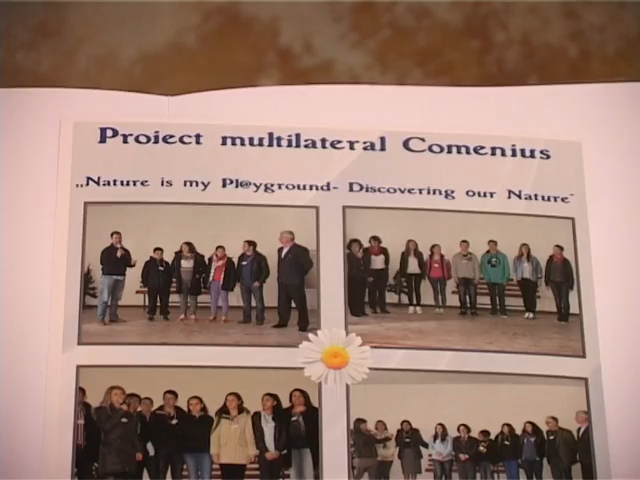 Proiect multilateral Comenius
„Nature is my Pl@yground- Discovering our Nature"